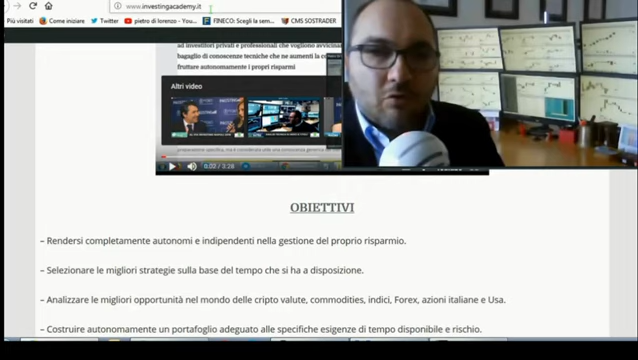 www.investingacademy.it
Più visitati Come iniziare Twitter pietro di lorenzo - ... FINECO: Scegli la sem... CMS SOSTRADER
ad investitori privati e professionali che vogliono avvicinar
bagaglio di conoscenze tecniche che ne aumenti la co
fruttare autonomamente i propri risparmi
Altri video
0:02 / 3:28
OBIETTIVI
– Rendersi completamente autonomi e indipendenti nella gestione del proprio risparmio.
– Selezionare le migliori strategie sulla base del tempo che si ha a disposizione.
– Analizzare le migliori opportunità nel mondo delle cripto valute, commodities, indici, Forex, azioni italiane e Usa.
– Costruire autonomamente un portafoglio adeguato alle specifiche esigenze di tempo disponibile e rischio.